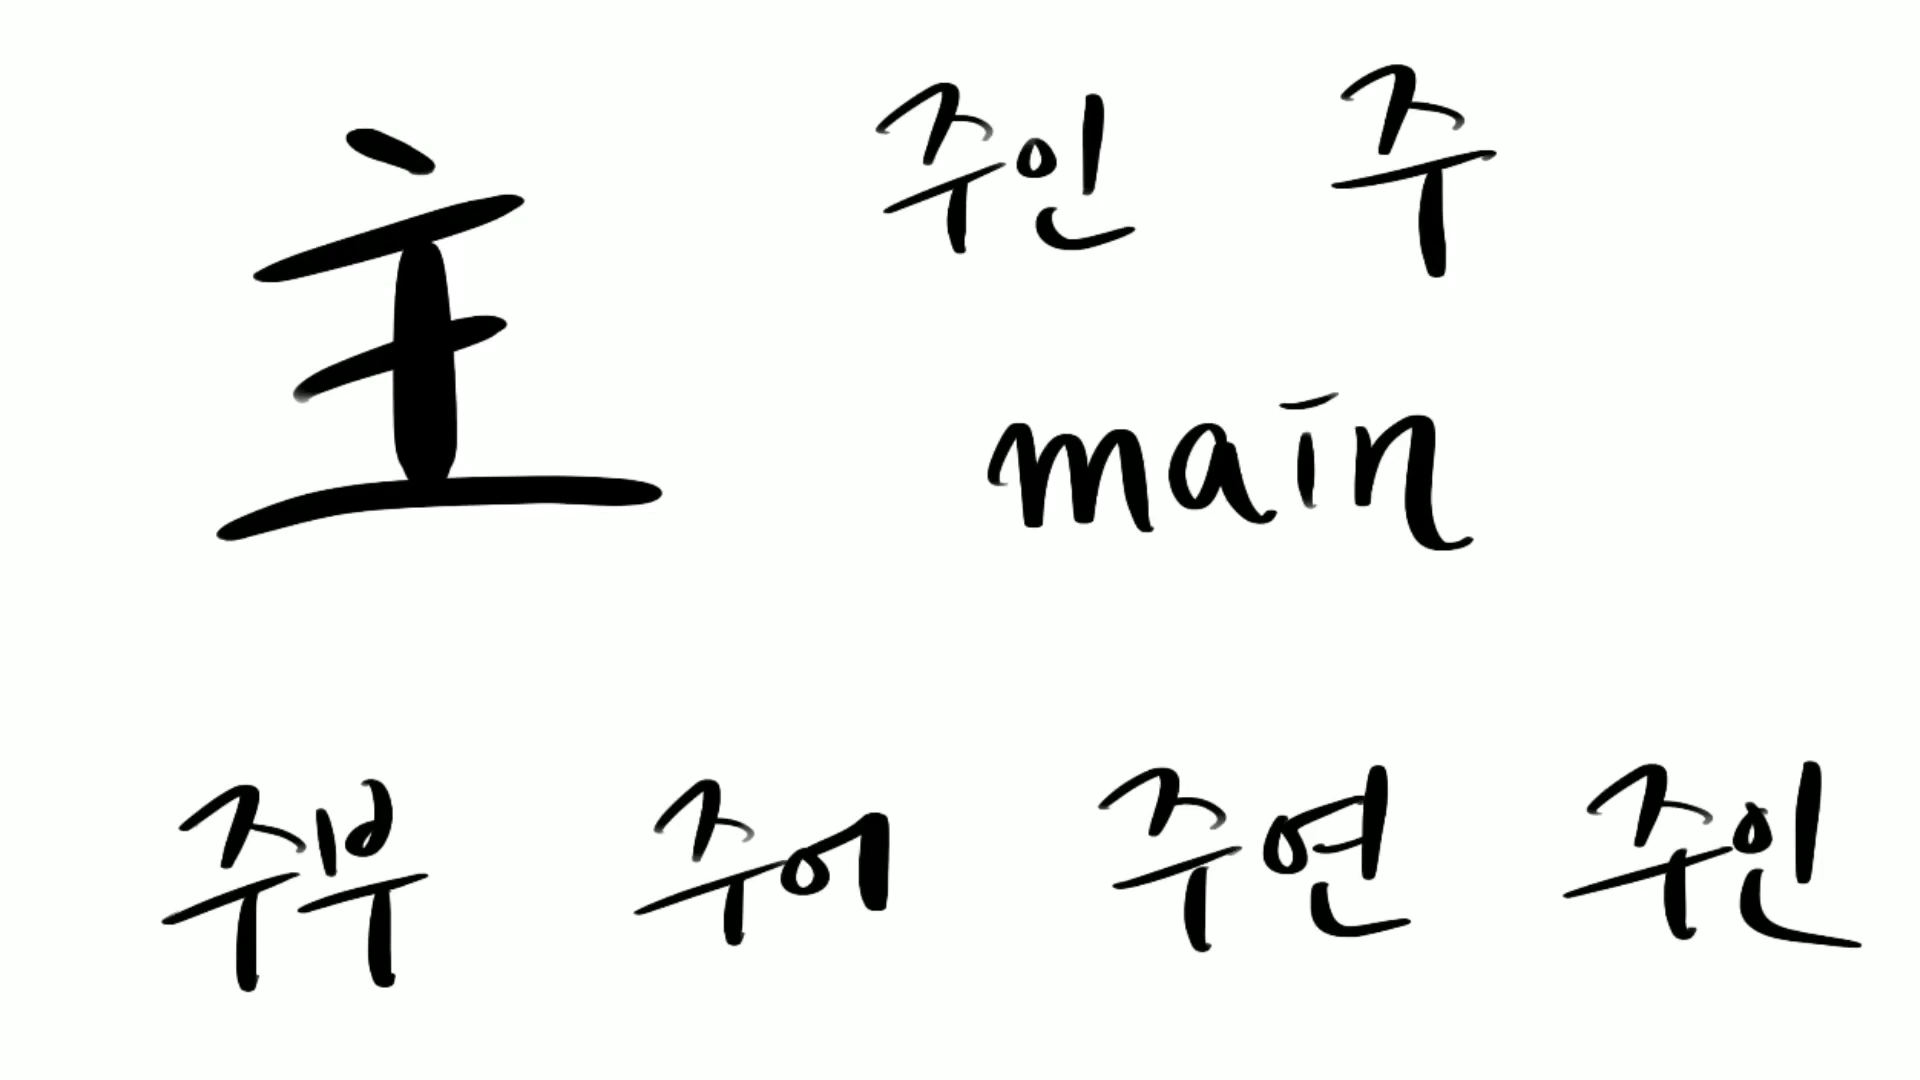 主 주인 주
main
주부 주어 주연 주인